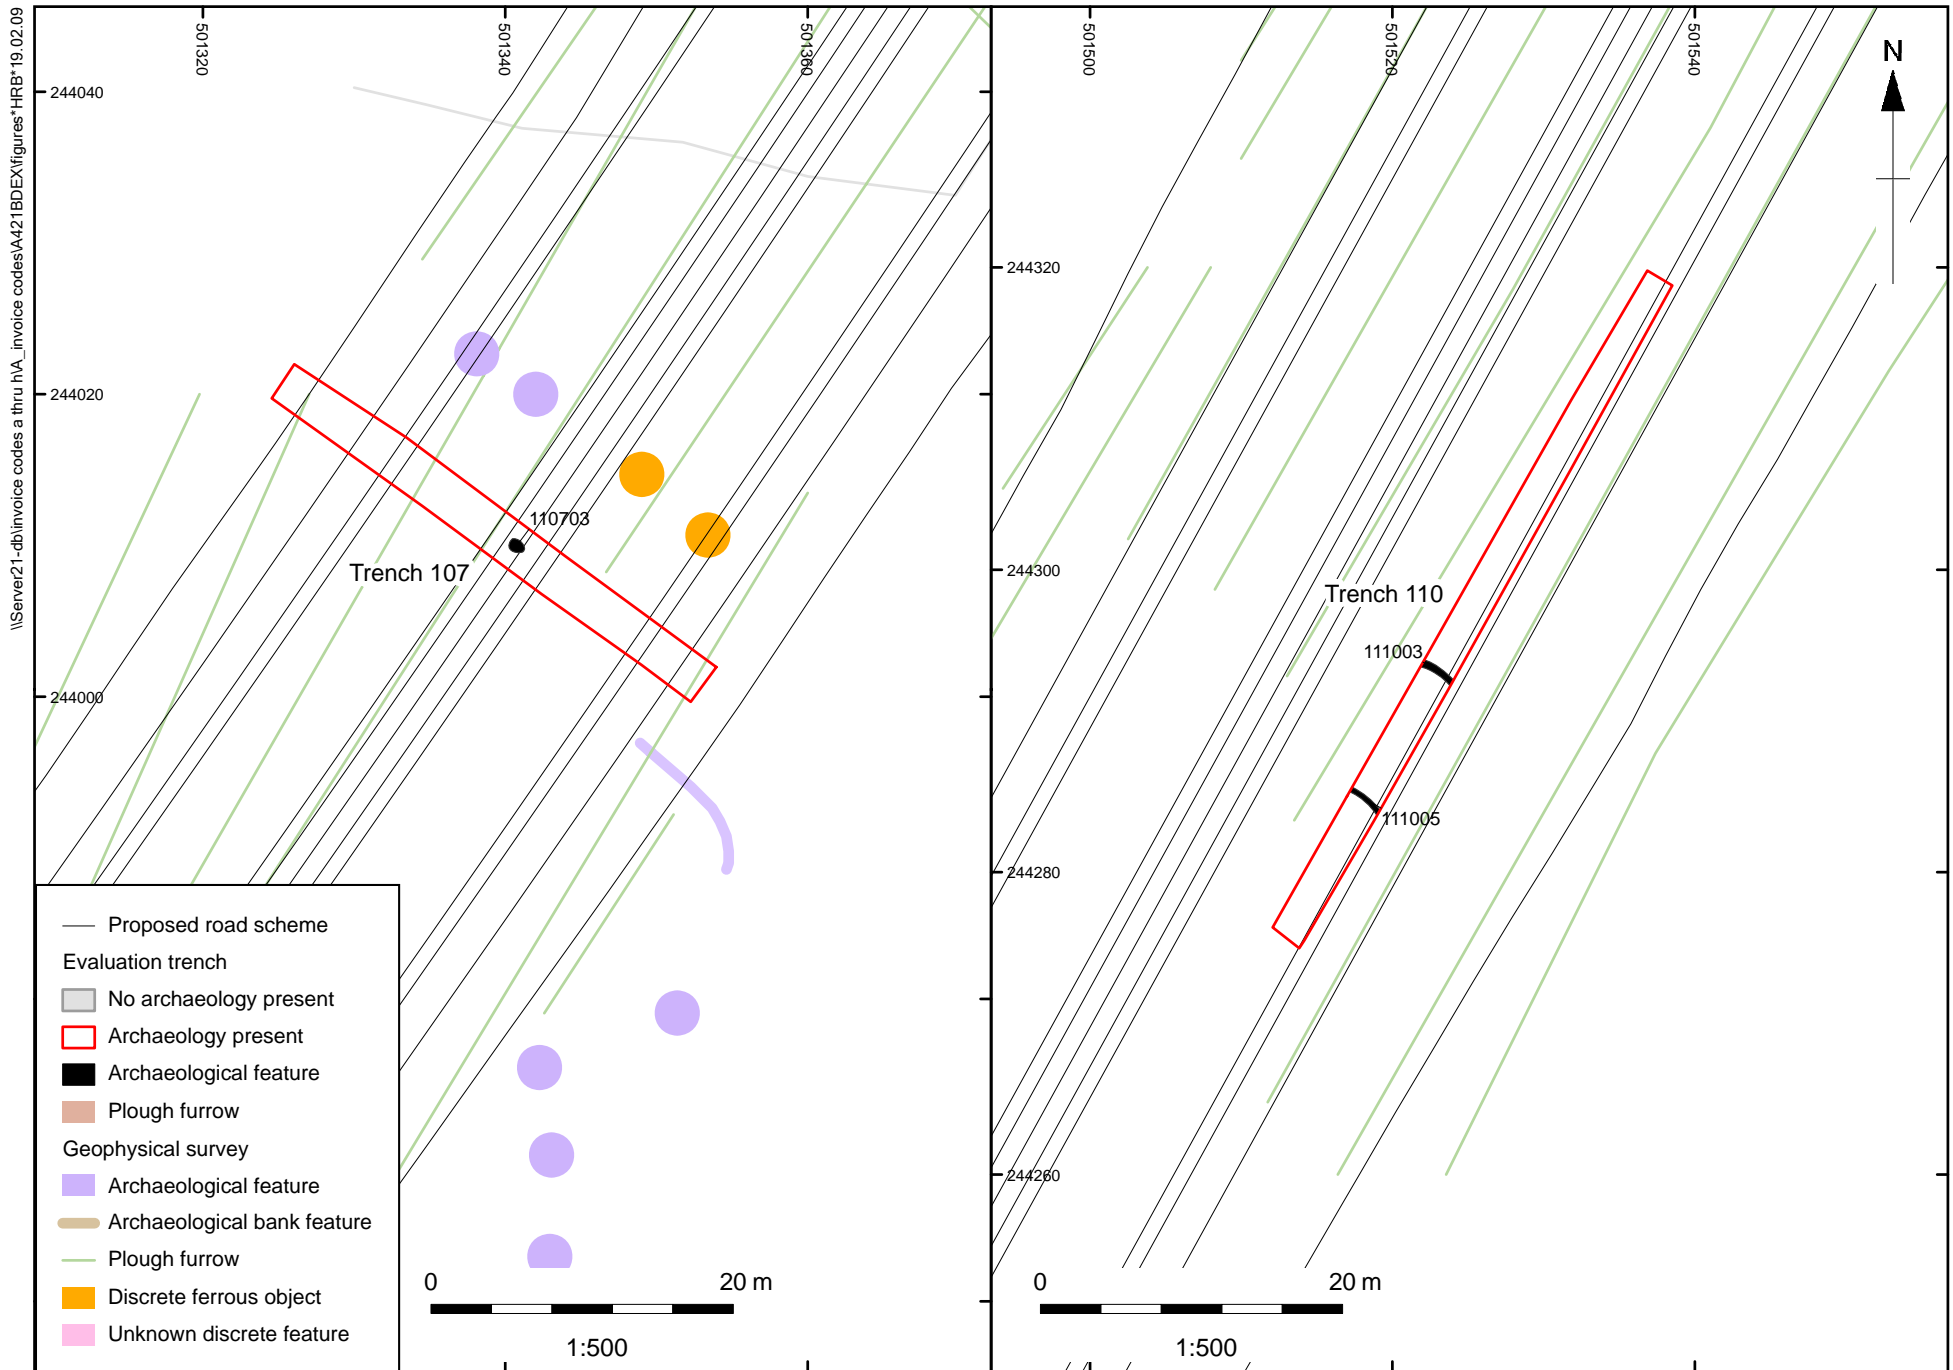 \\Server21-db\invoice codes a thru h\A_invoice codes\A421BDEX\figures*HRB*19.02.09
501320
501340
501360
244040
244020
244000
110703
Trench 107
Proposed road scheme
Evaluation trench
No archaeology present
Archaeology present
Archaeological feature
Plough furrow
Geophysical survey
Archaeological feature
Archaeological bank feature
Plough furrow
Discrete ferrous object
Unknown discrete feature
0 20 m
1:500
501500
501520
501540
N
244320
244300
244280
244260
Trench 110
111003
111005
0 20 m
1:500